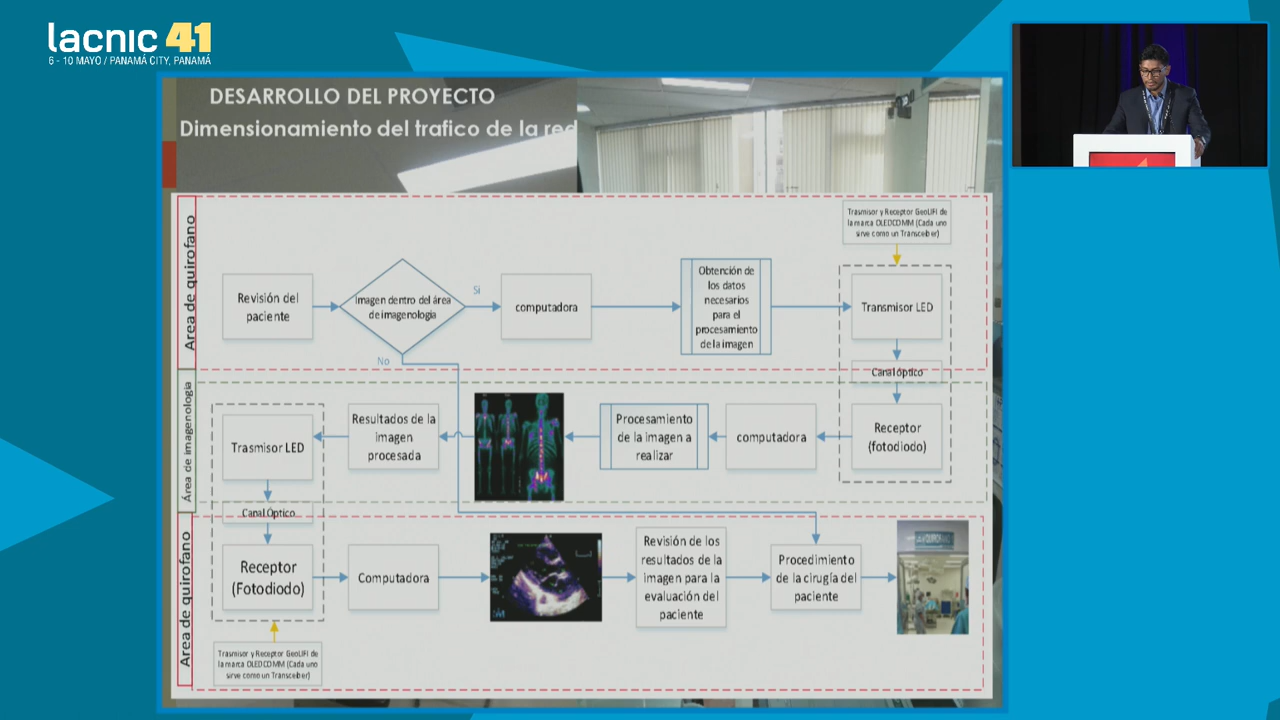 lacnic 41
6 - 10 MAYO / PANAMÁ CITY, PANAMÁ
DESARROLLO DEL PROYECTO
Dimensionamiento del trafico de la red
Area de quirofano
Revisión del
paciente
Imagen dentro del área
de imagenologia
Si
No
computadora
Obtención de
los datos
necesarios
para el
procesamiento
de la imagen
Trasmisor y Receptor GeoLIFI de
la marca OLEDCOMM (Cada uno
sirve como un Transceiber)
Transmisor LED
Canal óptico
Área de imagenologia
Trasmisor LED
Resultados de la
imagen
procesada
Procesamiento
de la imagen a
realizar
computadora
Receptor
(fotodiodo)
Canal Óptico
Area de quirofano
Receptor
(Fotodiodo)
Computadora
Revisión de los
resultados de la
imagen para la
evaluación del
paciente
Procedimiento
de la cirugía del
paciente
Trasmisor y Receptor GeoLIFI de
la marca OLEDCOMM (Cada uno
sirve como un Transceiber)